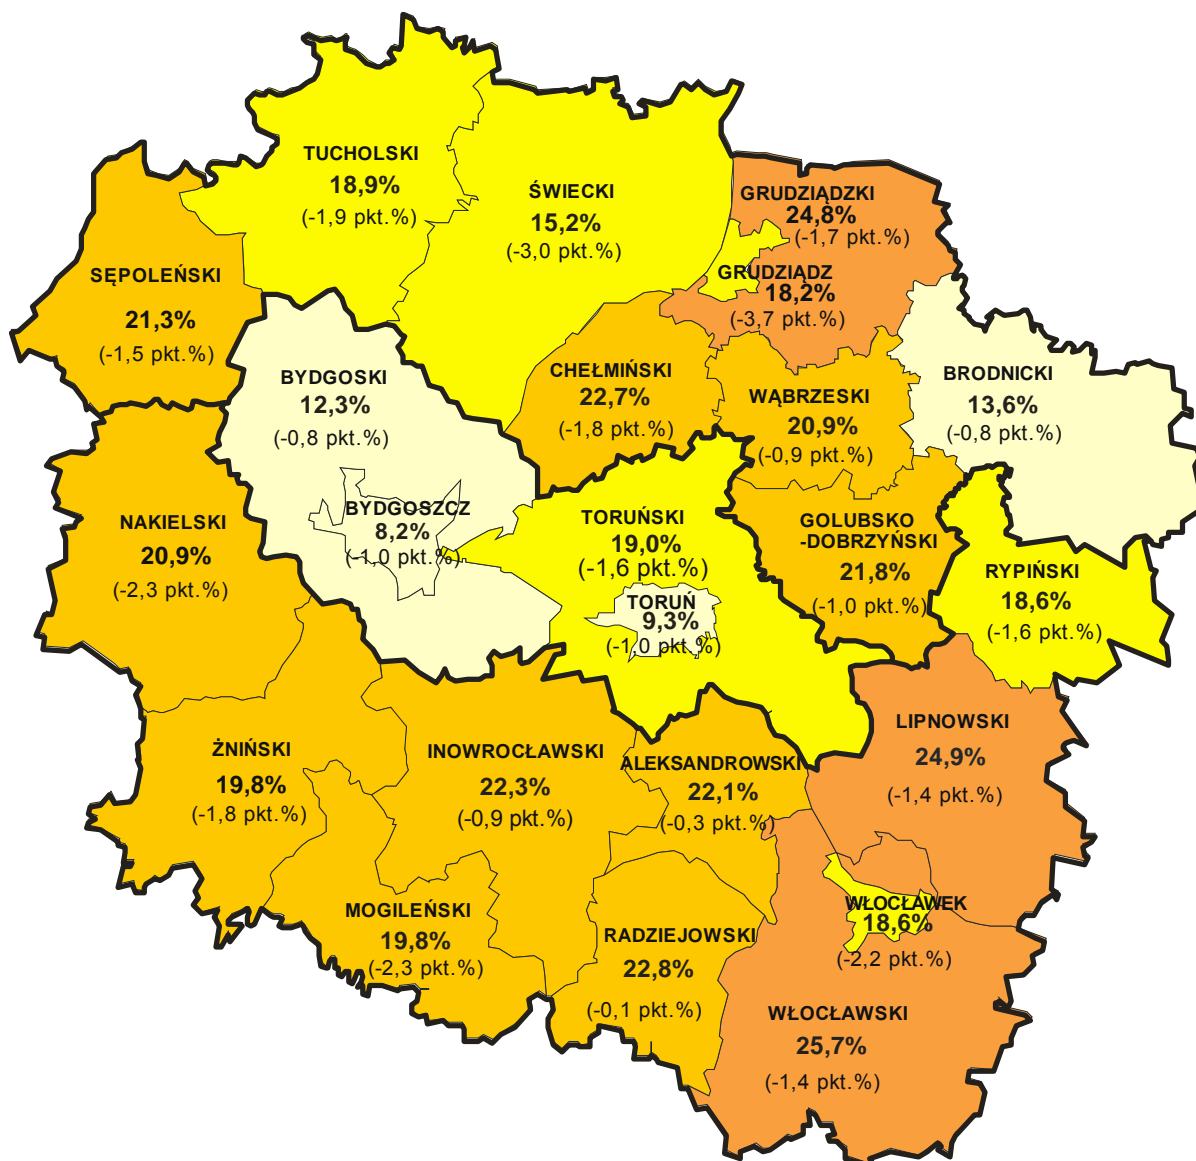 TUCHOLSKI
18,9%
(-1,9 pkt.%)
ŚWIECKI
15,2%
(-3,0 pkt.%)
GRUDZIĄDZKI
24,8%
(-1,7 pkt.%)
GRUDZIĄDZ
18,2%
(-3,7 pkt.%)
SĘPOLEŃSKI
21,3%
(-1,5 pkt.%)
BYDGOSKI
12,3%
(-0,8 pkt.%)
CHEŁMIŃSKI
22,7%
(-1,8 pkt.%)
WĄBRZESKI
20,9%
(-0,9 pkt.%)
BRODNICKI
13,6%
(-0,8 pkt.%)
NAKIELSKI
20,9%
(-2,3 pkt.%)
BYDGOSZCZ
8,2%
(-1,0 pkt.%)
TORUŃSKI
19,0%
(-1,6 pkt.%)
TORUŃ
9,3%
(-1,0 pkt.%)
GOLUBSKO
-DOBRZYŃSKI
21,8%
(-1,0 pkt.%)
RYPIŃSKI
18,6%
(-1,6 pkt.%)
ŻNIŃSKI
19,8%
(-1,8 pkt.%)
INOWROCŁAWSKI
22,3%
(-0,9 pkt.%)
ALEKSANDROWSKI
22,1%
(-0,3 pkt.%)
LIPNOWSKI
24,9%
(-1,4 pkt.%)
MOGILEŃSKI
19,8%
(-2,3 pkt.%)
RADZIEJOWSKI
22,8%
(-0,1 pkt.%)
WŁOCŁAWEK
18,6%
(-2,2 pkt.%)
WŁOCŁAWSKI
25,7%
(-1,4 pkt.%)